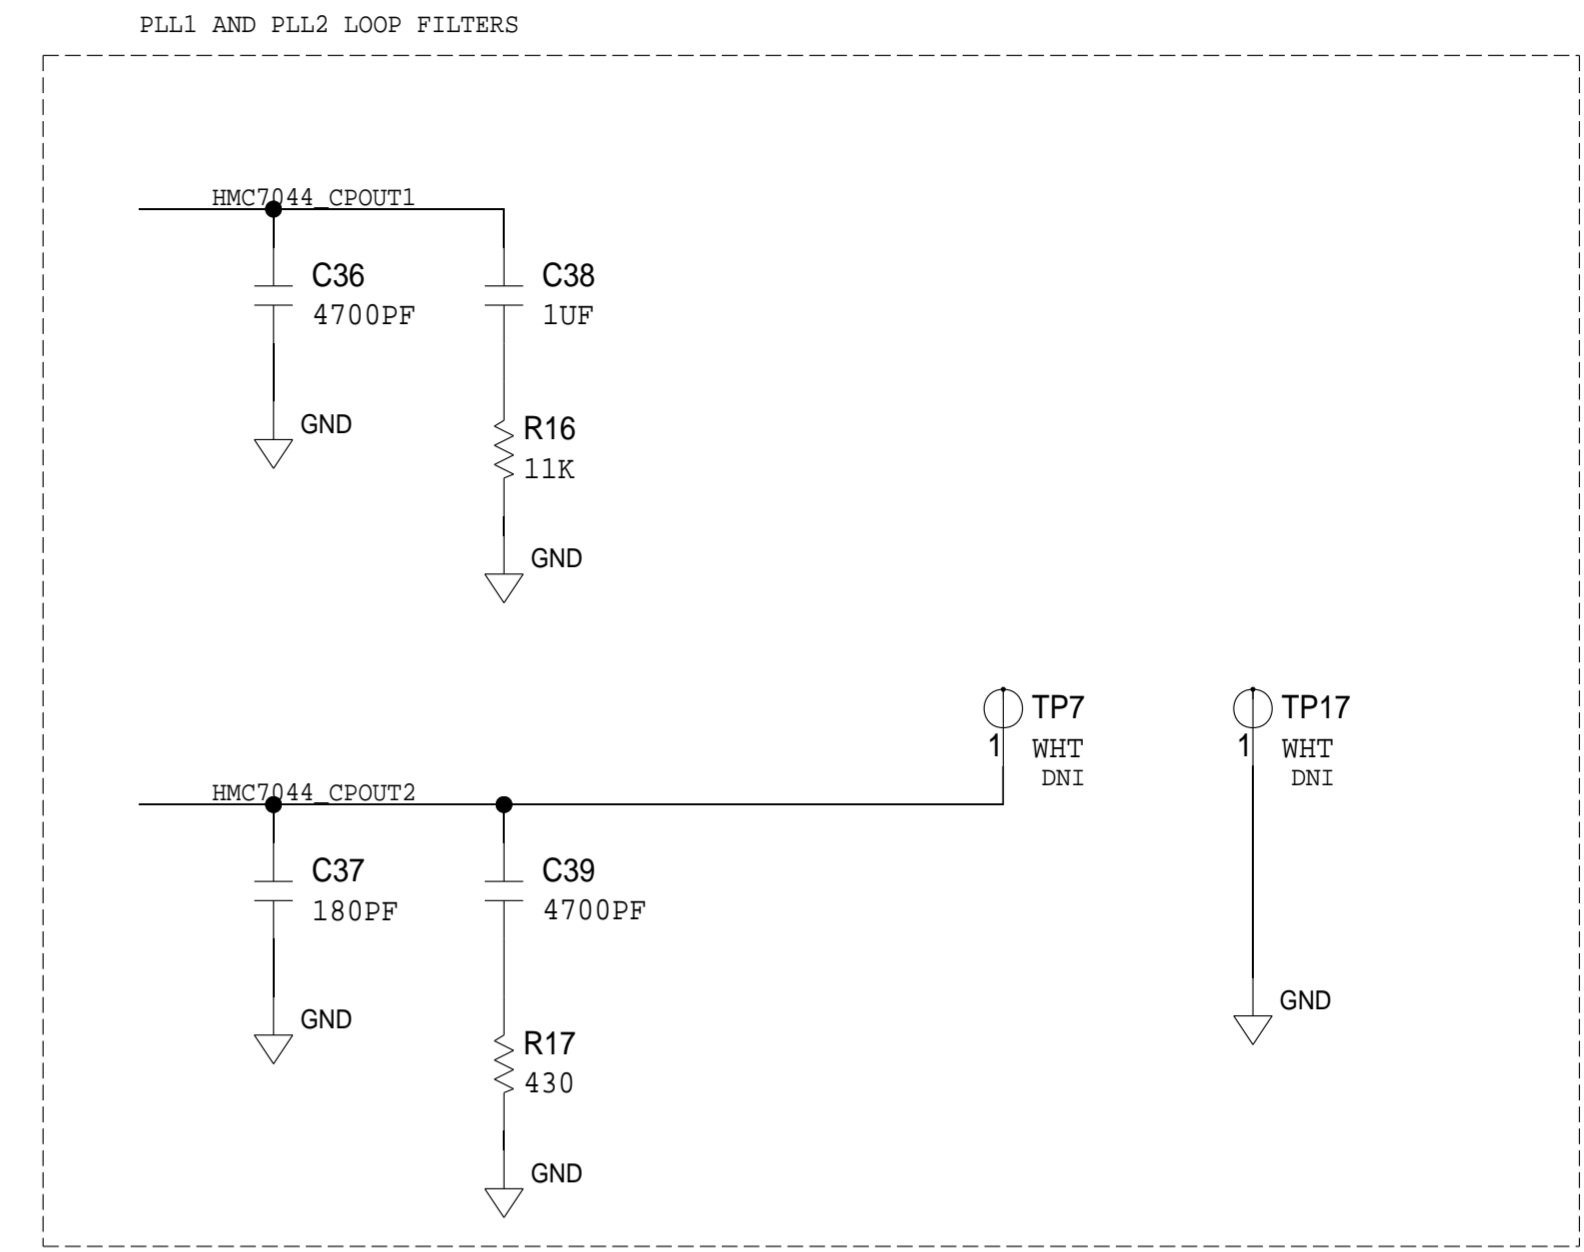 PLL1 AND PLL2 LOOP FILTERS
HMC7044_CPOUT1
C36
4700PF
C38
1UF
GND
R16
11K
GND
TP7
1
WHT
DNI
TP17
1
WHT
DNI
HMC7044_CPOUT2
C37
180PF
C39
4700PF
GND
GND
R17
430
GND